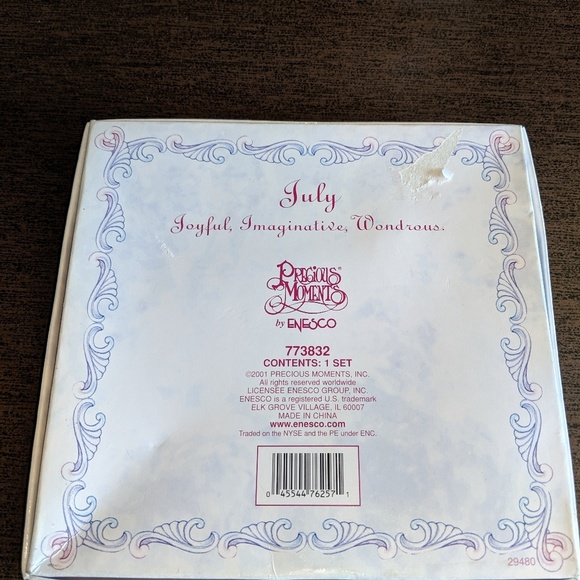 July
Joyful, Imaginative, Wondrous.
PRECIOUS®
MOMENTS
by ENESCO
773832
CONTENTS: 1 SET
©2001 PRECIOUS MOMENTS, INC.
All rights reserved worldwide
LICENSEE ENESCO GROUP, INC.
ENESCO is a registered U.S. trademark
ELK GROVE VILLAGE, IL 60007
MADE IN CHINA
www.enesco.com
Traded on the NYSE and the PE under ENC.
0 45544 76257 1
29480